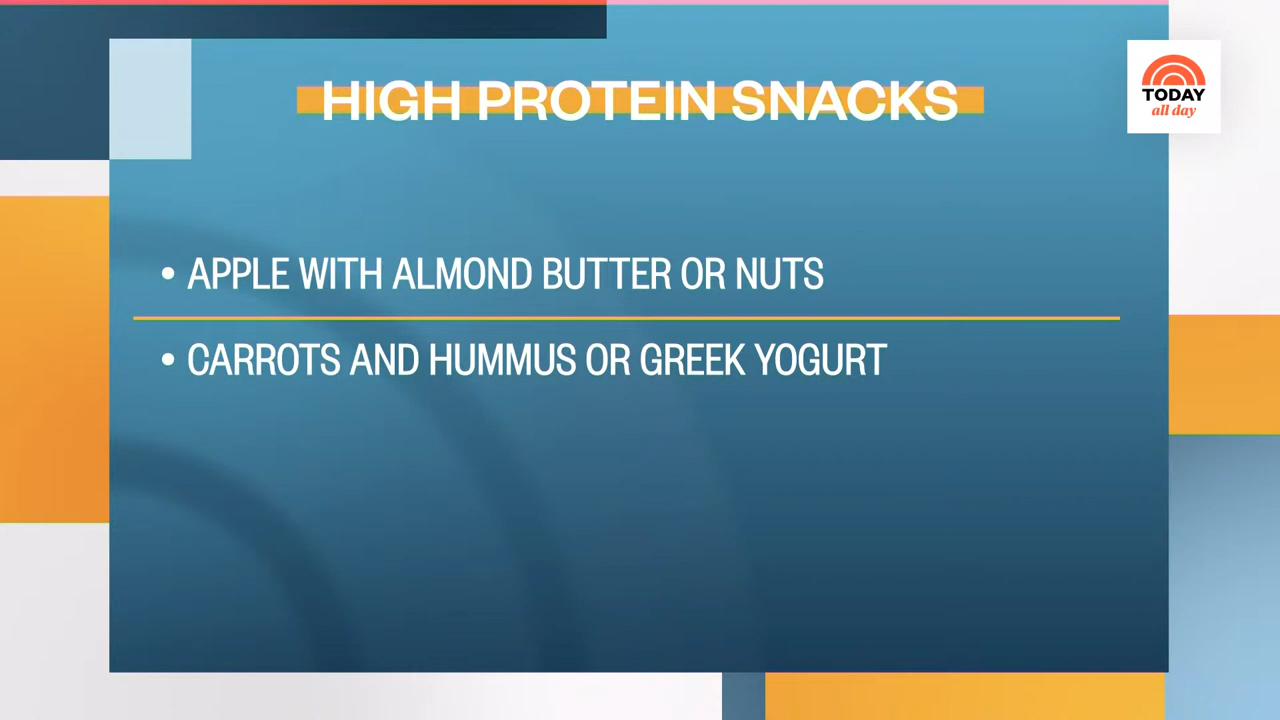 HIGH PROTEIN SNACKS
TODAY
all day
• APPLE WITH ALMOND BUTTER OR NUTS
• CARROTS AND HUMMUS OR GREEK YOGURT